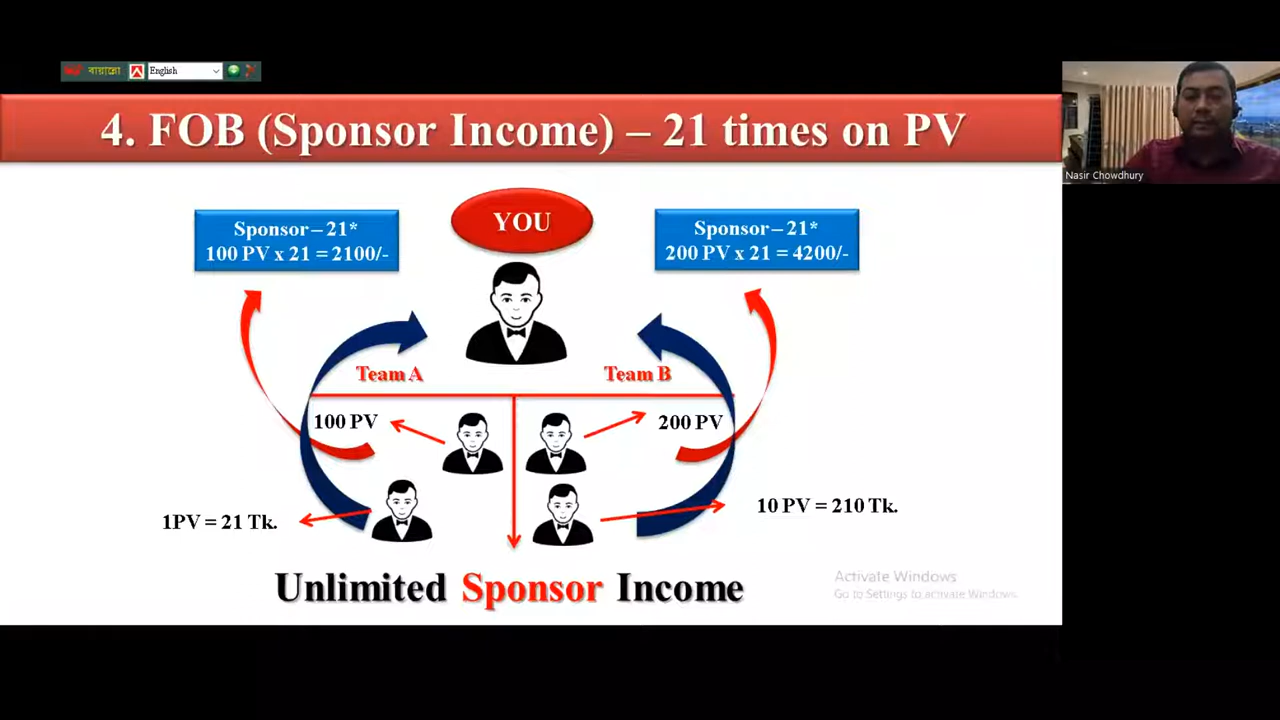 বায়ান্নো English
4. FOB (Sponsor Income) – 21 times on PV
Nasir Chowdhury
Sponsor – 21*
100 PV x 21 = 2100/-
YOU
Sponsor – 21*
200 PV x 21 = 4200/-
Team A
Team B
100 PV
200 PV
1PV = 21 Tk.
10 PV = 210 Tk.
Unlimited Sponsor Income
Activate Windows
Go to Settings to activate Windows.